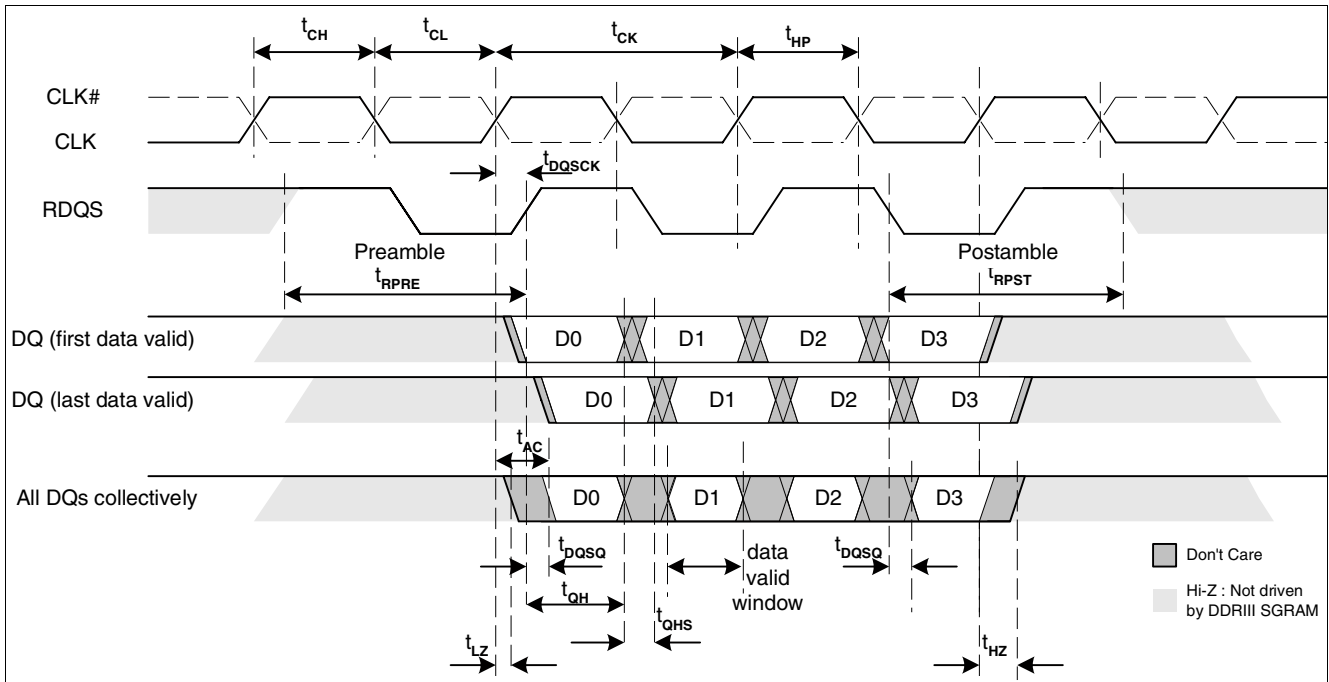 tCH
tCL
tCK
tHP
CLK#
CLK
tDQSCK
RDQS
Preamble
Postamble
tRPRE
tRPST
DQ (first data valid)
D0
D1
D2
D3
DQ (last data valid)
D0
D1
D2
D3
tAC
All DQs collectively
D0
D1
D2
D3
tDQSQ
data
valid
window
tDQSQ
Don't Care
tQH
Hi-Z : Not driven
by DDRIII SGRAM
tQHS
tLZ
tHZ